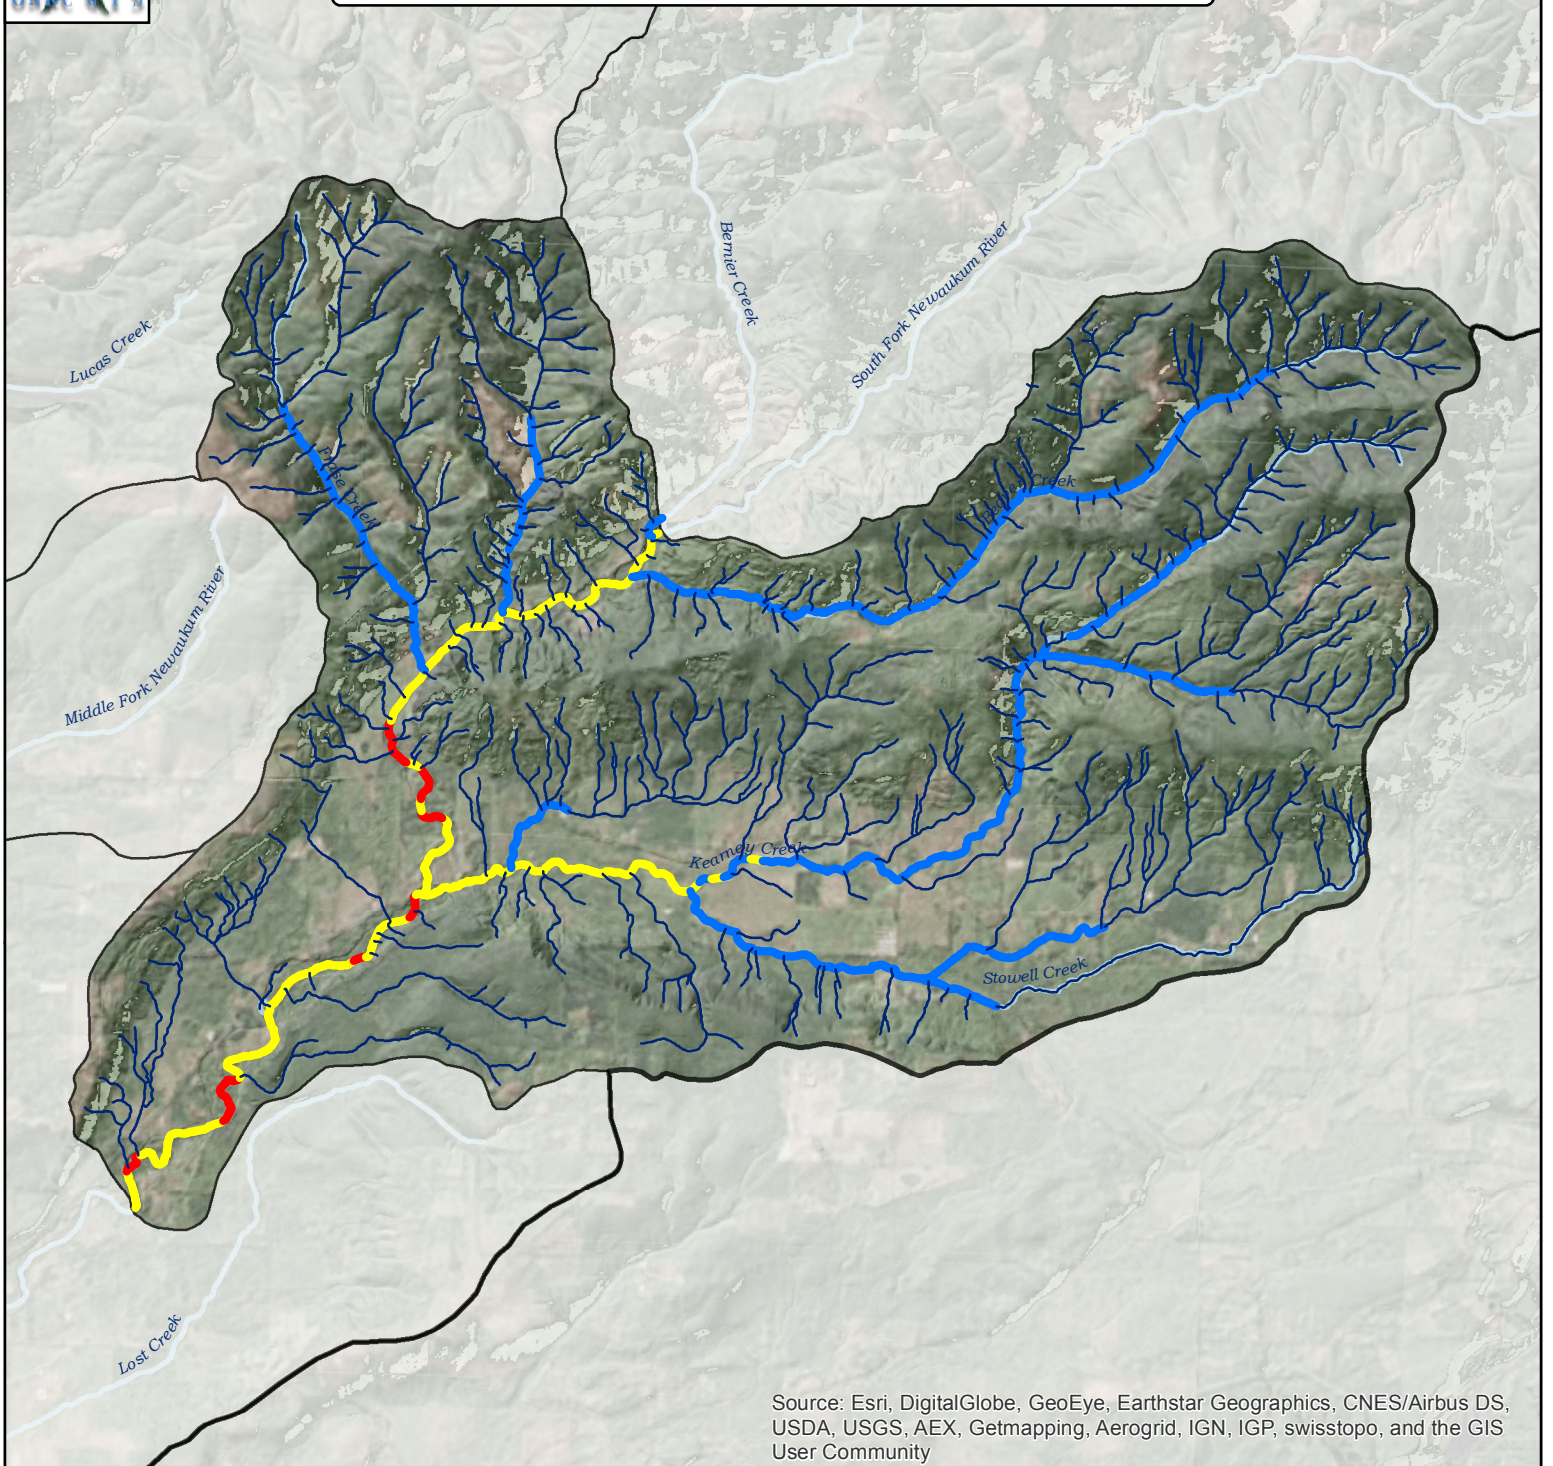 Bernier Creek
South Fork Newaukum River
Lucas Creek
Middle Fork Newaukum River
Kearney Creek
Stowell Creek
Lost Creek
Source: Esri, DigitalGlobe, GeoEye, Earthstar Geographics, CNES/Airbus DS,
USDA, USGS, AEX, Getmapping, Aerogrid, IGN, IGP, swisstopo, and the GIS
User Community